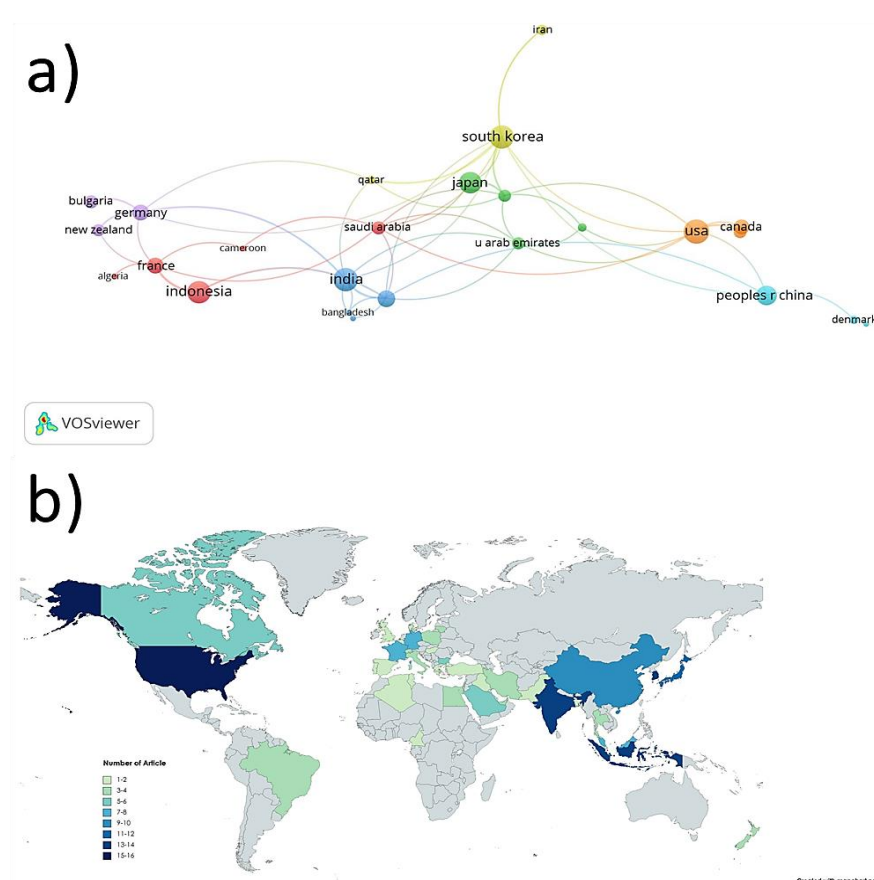 a)
iran
south korea
qatar
japan
bulgaria
germany
new zealand
saudi arabia
usa
canada
cameroon
u arab emirates
france
algeria
indonesia
india
peoples r china
bangladesh
denmark
VOSviewer
b)
Number of Article
1-2
3-4
5-6
7-8
9-10
11-12
13-14
15-16